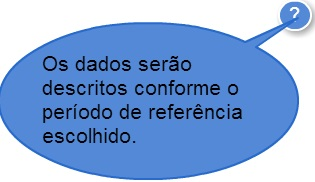 ?
Os dados serão
descritos conforme o
período de referência
escolhido.